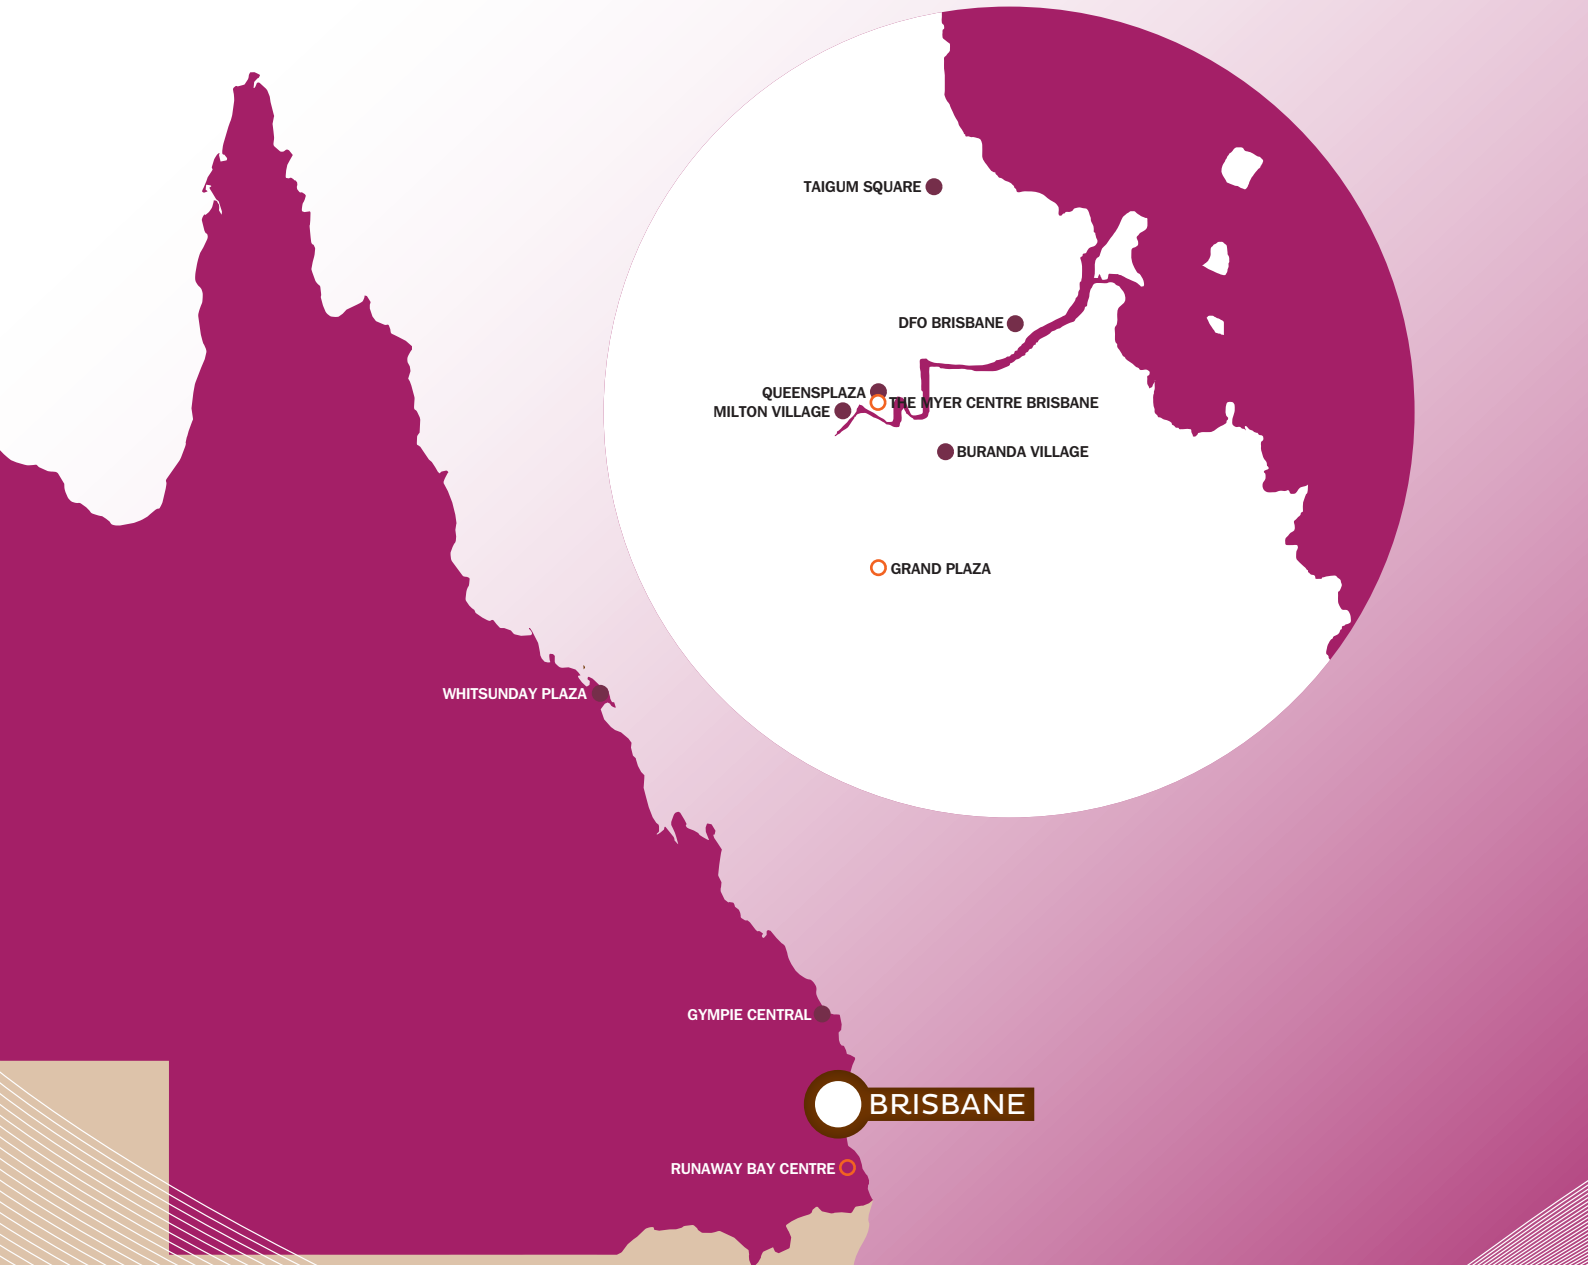 TAIGUM SQUARE
DFO BRISBANE
QUEENSPLAZA
THE MYER CENTRE BRISBANE
MILTON VILLAGE
BURANDA VILLAGE
GRAND PLAZA
WHITSUNDAY PLAZA
GYMPIE CENTRAL
BRISBANE
RUNAWAY BAY CENTRE